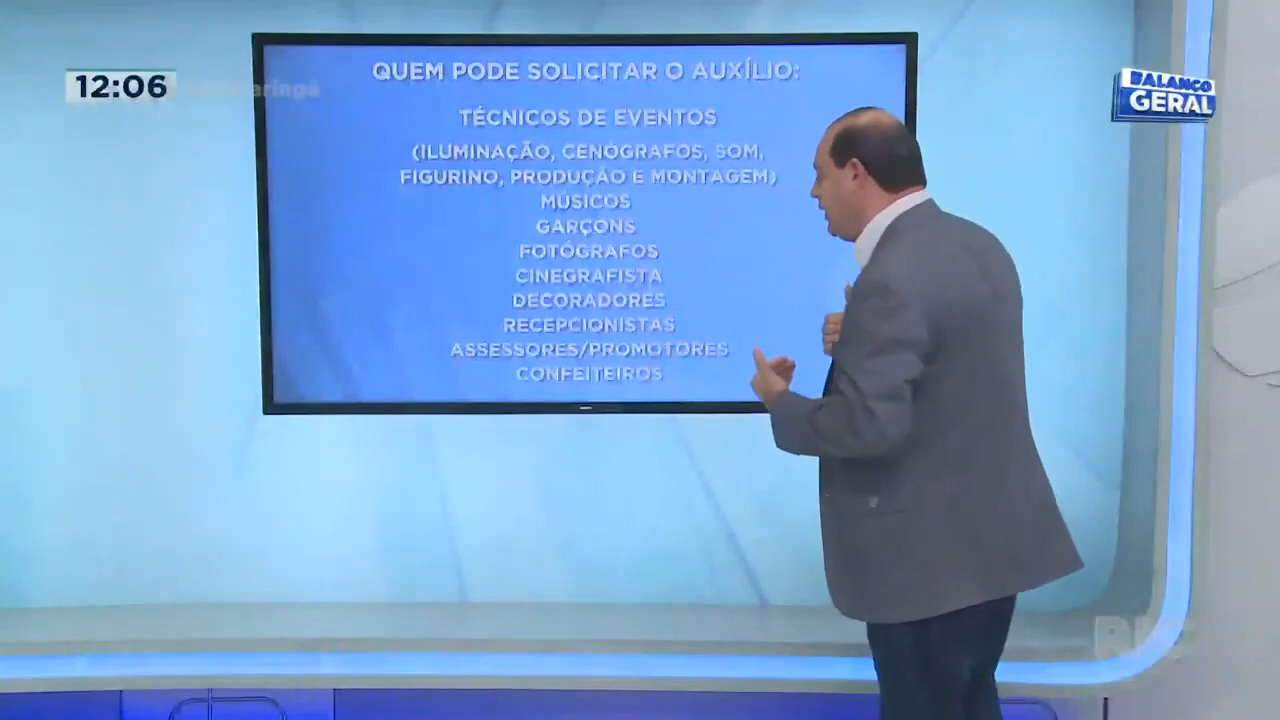 12:06
QUEM PODE SOLICITAR O AUXÍLIO:
BALANÇO
GERAL
TÉCNICOS DE EVENTOS
(ILUMINAÇÃO, CENÓGRAFOS, SOM,
FIGURINO, PRODUÇÃO E MONTAGEM)
MÚSICOS
GARÇONS
FOTÓGRAFOS
CINEGRAFISTA
DECORADORES
RECEPCIONISTAS
ASSESSORES/PROMOTORES
CONFEITEIROS